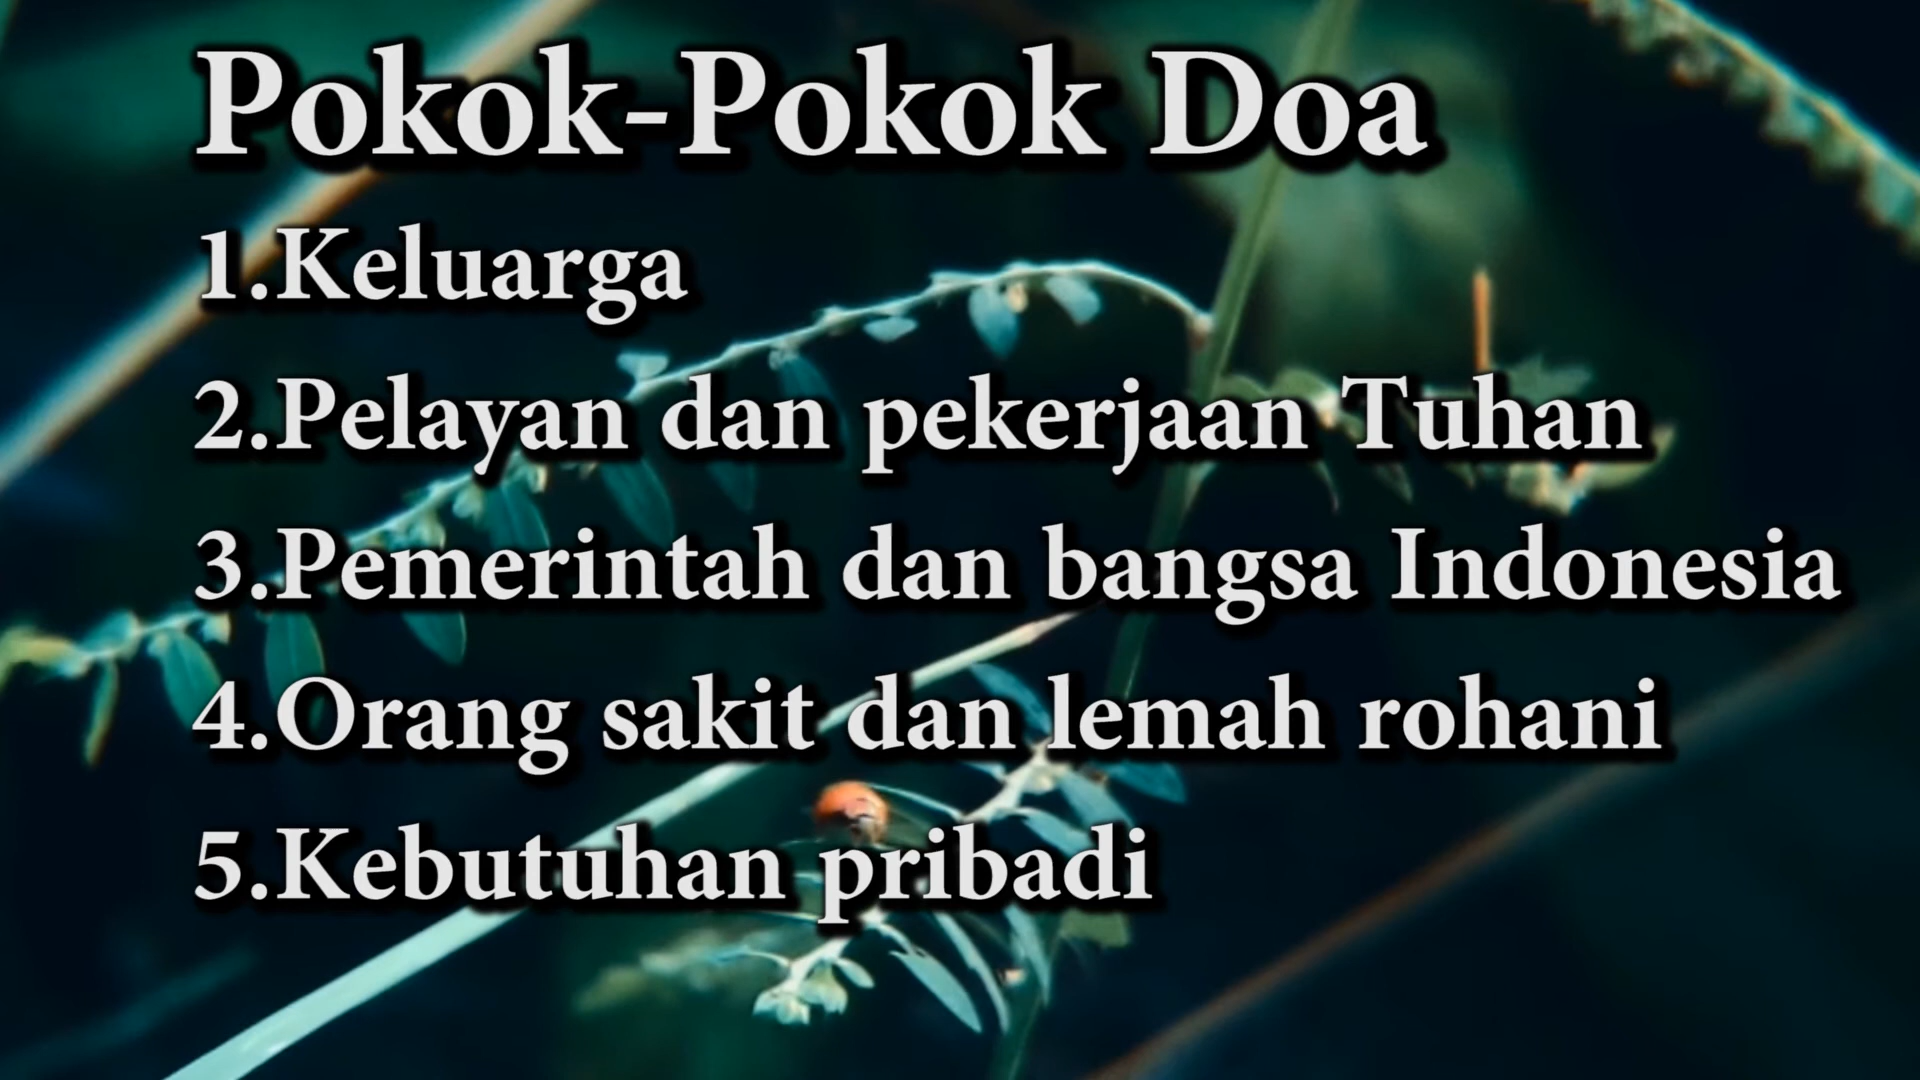 Pokok-Pokok Doa
1.Keluarga
2.Pelayan dan pekerjaan Tuhan
3.Pemerintah dan bangsa Indonesia
4.Orang sakit dan lemah rohani
5.Kebutuhan pribadi